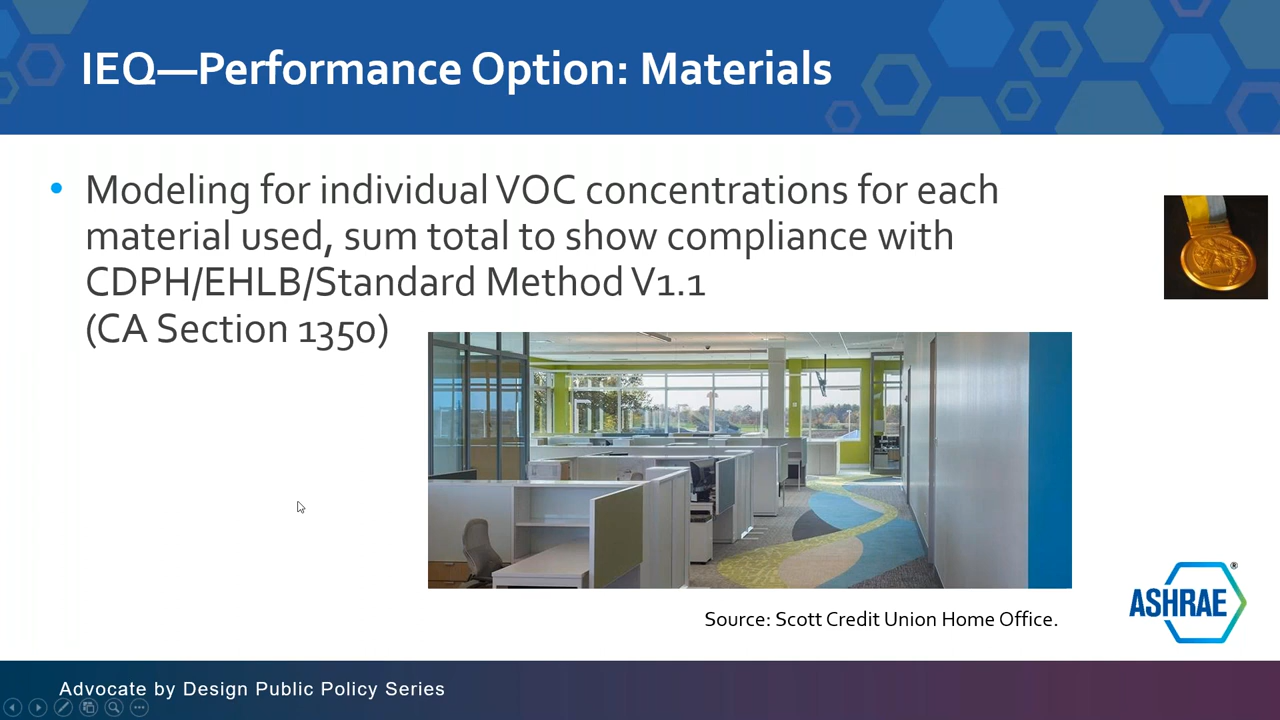 IEQ—Performance Option: Materials
• Modeling for individual VOC concentrations for each
material used, sum total to show compliance with
CDPH/EHLB/Standard Method V1.1
(CA Section 1350)
Source: Scott Credit Union Home Office.
ASHRAE®
Advocate by Design Public Policy Series